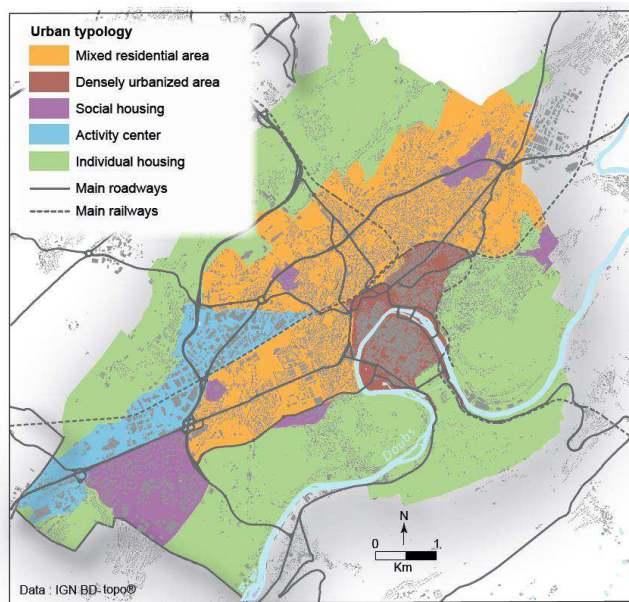 Urban typology
Mixed residential area
Densely urbanized area
Social housing
Activity center
Individual housing
Main roadways
Main railways
Doubs
N
0 1
Km
Data : IGN BD-topo®